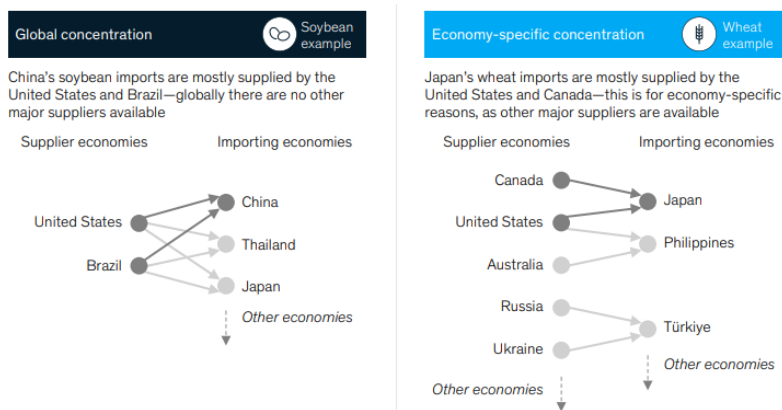 Global concentration
Soybean
example
China's soybean imports are mostly supplied by the
United States and Brazil—globally there are no other
major suppliers available
Supplier economies
Importing economies
United States
Brazil
China
Thailand
Japan
Other economies
Economy-specific concentration
Wheat
example
Japan's wheat imports are mostly supplied by the
United States and Canada—this is for economy-specific
reasons, as other major suppliers are available
Supplier economies
Importing economies
Canada
United States
Australia
Russia
Ukraine
Other economies
Japan
Philippines
Türkiye
Other economies